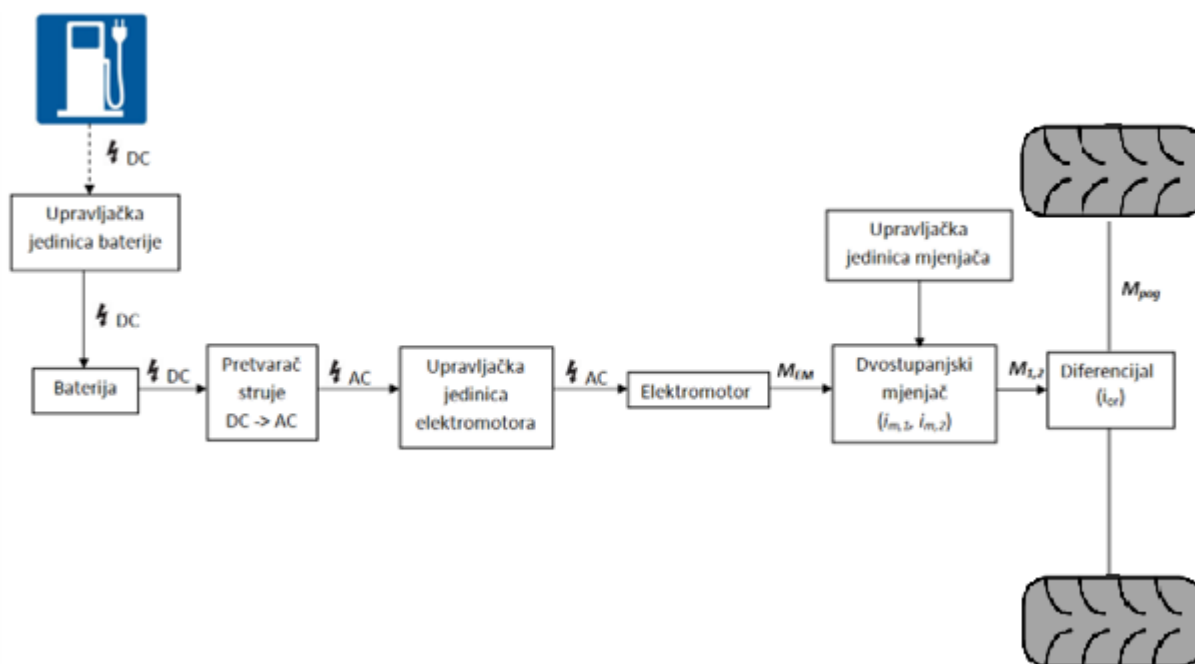 DC
Upravljačka
jedinica baterije
DC
Baterija
DC
Pretvarač
struje
DC -> AC
AC
Upravljačka
jedinica
elektromotora
AC
Elektromotor
M_EM
Upravljačka
jedinica mjenjača
Dvostupanjski
mjenjač
(i_m,1, i_m,2)
M_1,2
Diferencijal
(i_or)
M_pog